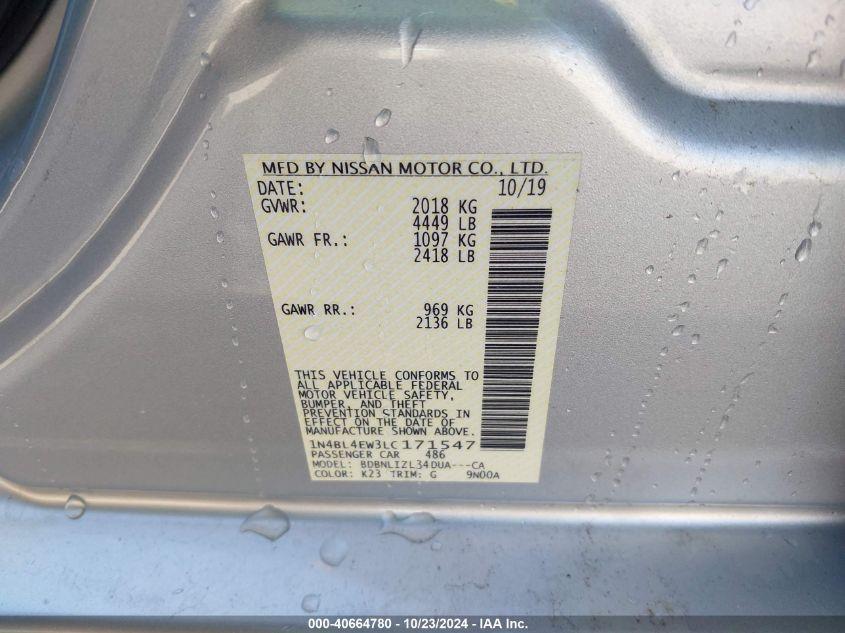 MFD BY NISSAN MOTOR CO., LTD.
DATE: 10/19
GVWR: 2018 KG
4449 LB
GAWR FR.: 1097 KG
2418 LB
GAWR RR.: 969 KG
2136 LB
THIS VEHICLE CONFORMS TO
ALL APPLICABLE FEDERAL
MOTOR VEHICLE SAFETY,
BUMPER, AND THEFT
PREVENTION STANDARDS IN
EFFECT ON THE DATE OF
MANUFACTURE SHOWN ABOVE.
1N4BL4EW3LC171547
PASSENGER CAR 486
MODEL: BDBNLIZL34DUA---CA
COLOR: K23 TRIM: G 9N00A
000-40664780 - 10/23/2024 - IAA Inc.